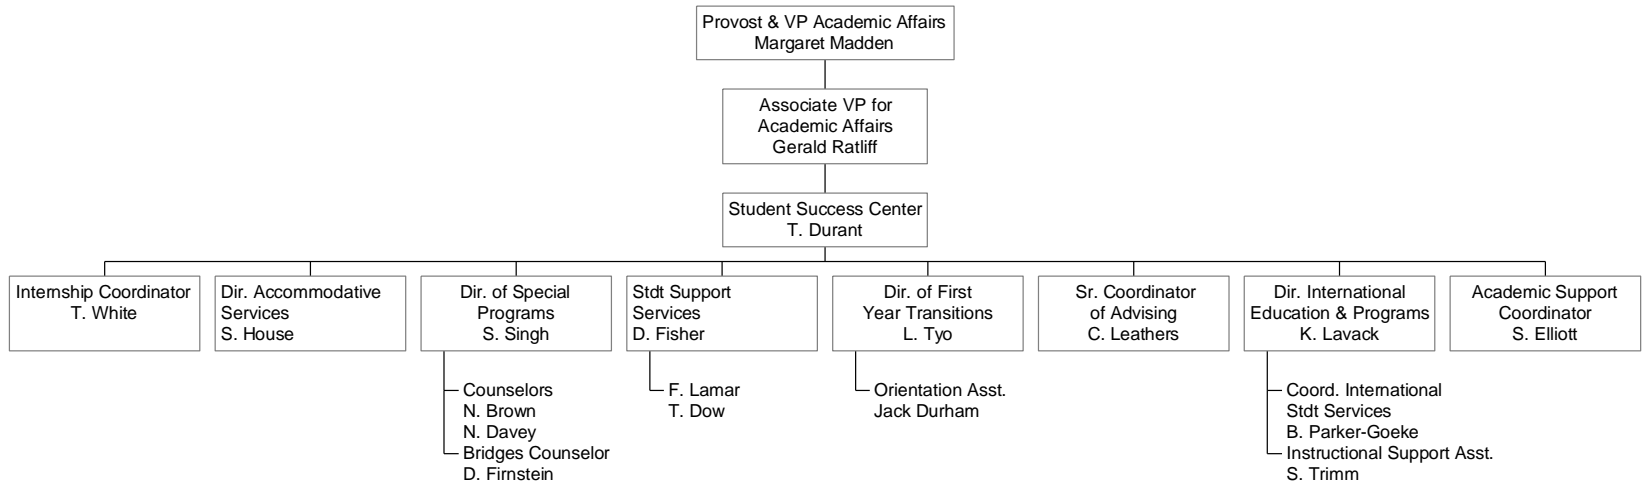 Provost & VP Academic Affairs
Margaret Madden
Associate VP for
Academic Affairs
Gerald Ratliff
Student Success Center
T. Durant
Internship Coordinator
T. White
Dir. Accommodative
Services
S. House
Dir. of Special
Programs
S. Singh
Stdt Support
Services
D. Fisher
Dir. of First
Year Transitions
L. Tyo
Sr. Coordinator
of Advising
C. Leathers
Dir. International
Education & Programs
K. Lavack
Academic Support
Coordinator
S. Elliott
Counselors
N. Brown
N. Davey
Bridges Counselor
D. Firnstein
F. Lamar
T. Dow
Orientation Asst.
Jack Durham
Coord. International
Stdt Services
B. Parker-Goeke
Instructional Support Asst.
S. Trimm